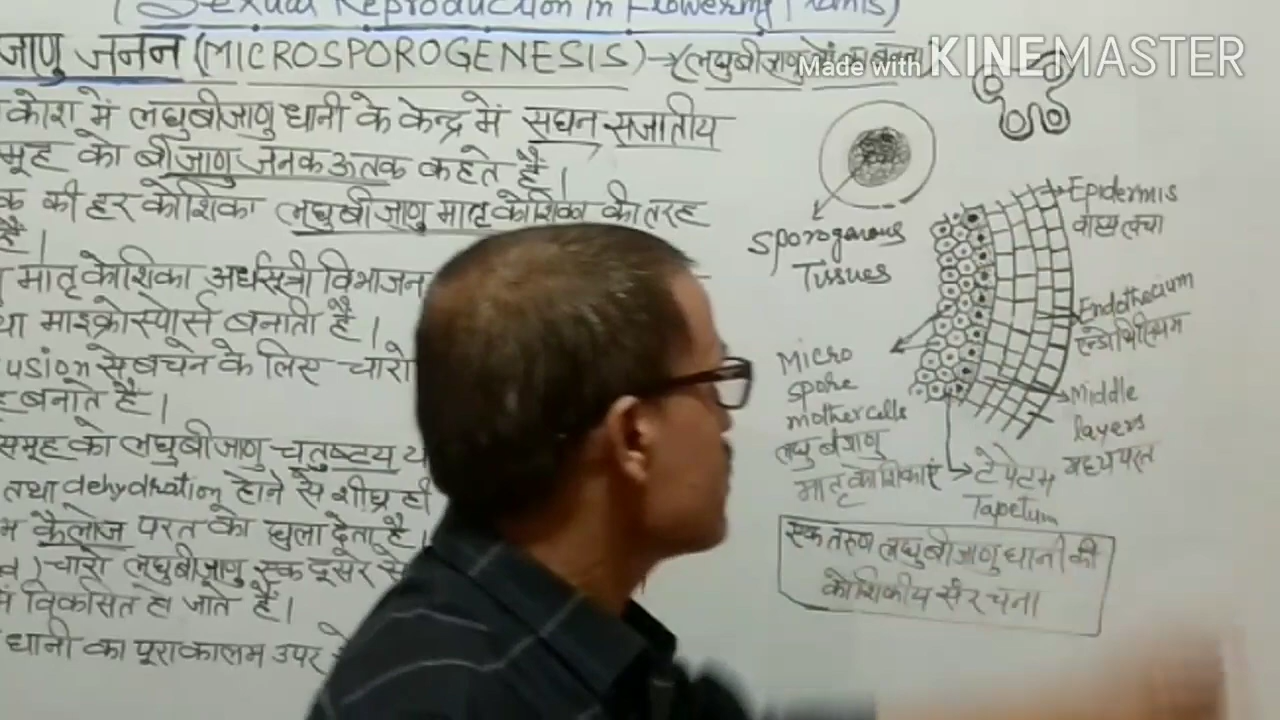 (Sexual Reproduction in Flowering Plants)
जाणु जनन (MICROSPOROGENESIS)→(लघुबीजाणुओं का जनन)
Made with KINEMASTER
कोश में लघुबीजाणु धानी के केन्द्र में सघन सजातीय
मूह को बीजाणु जनक ऊतक कहते हैं।
क की हर कोशिका लघुबीजाणु मातृ कोशिका की तरह
है।
मातृ कोशिका अर्धसूत्री विभाजन
था माइक्रोस्पोर्स बनाती है।
usion से बचने के लिए चारो
बनाते है।
समूह को लघुबीजाणु चतुष्टय
तथा dehydration होने से शीघ्र ही
कैलोज परत को घुला देता है।
चारो लघुबीजाणु एक दूसरे से
में विकसित हो जाते हैं।
धानी का पूरा कालम उपर से
Sporogenous
Tissues
Epidermis
वाह्य त्वचा
Endothecium
एन्डोथिसियम
Micro
spore
mother cells
लघु बीजाणु
मातृ कोशिकाएं
Middle
layers
मध्य परत
टेपेटम
Tapetum
एक तरुण लघुबीजाणु धानी की
कोशिकीय संरचना